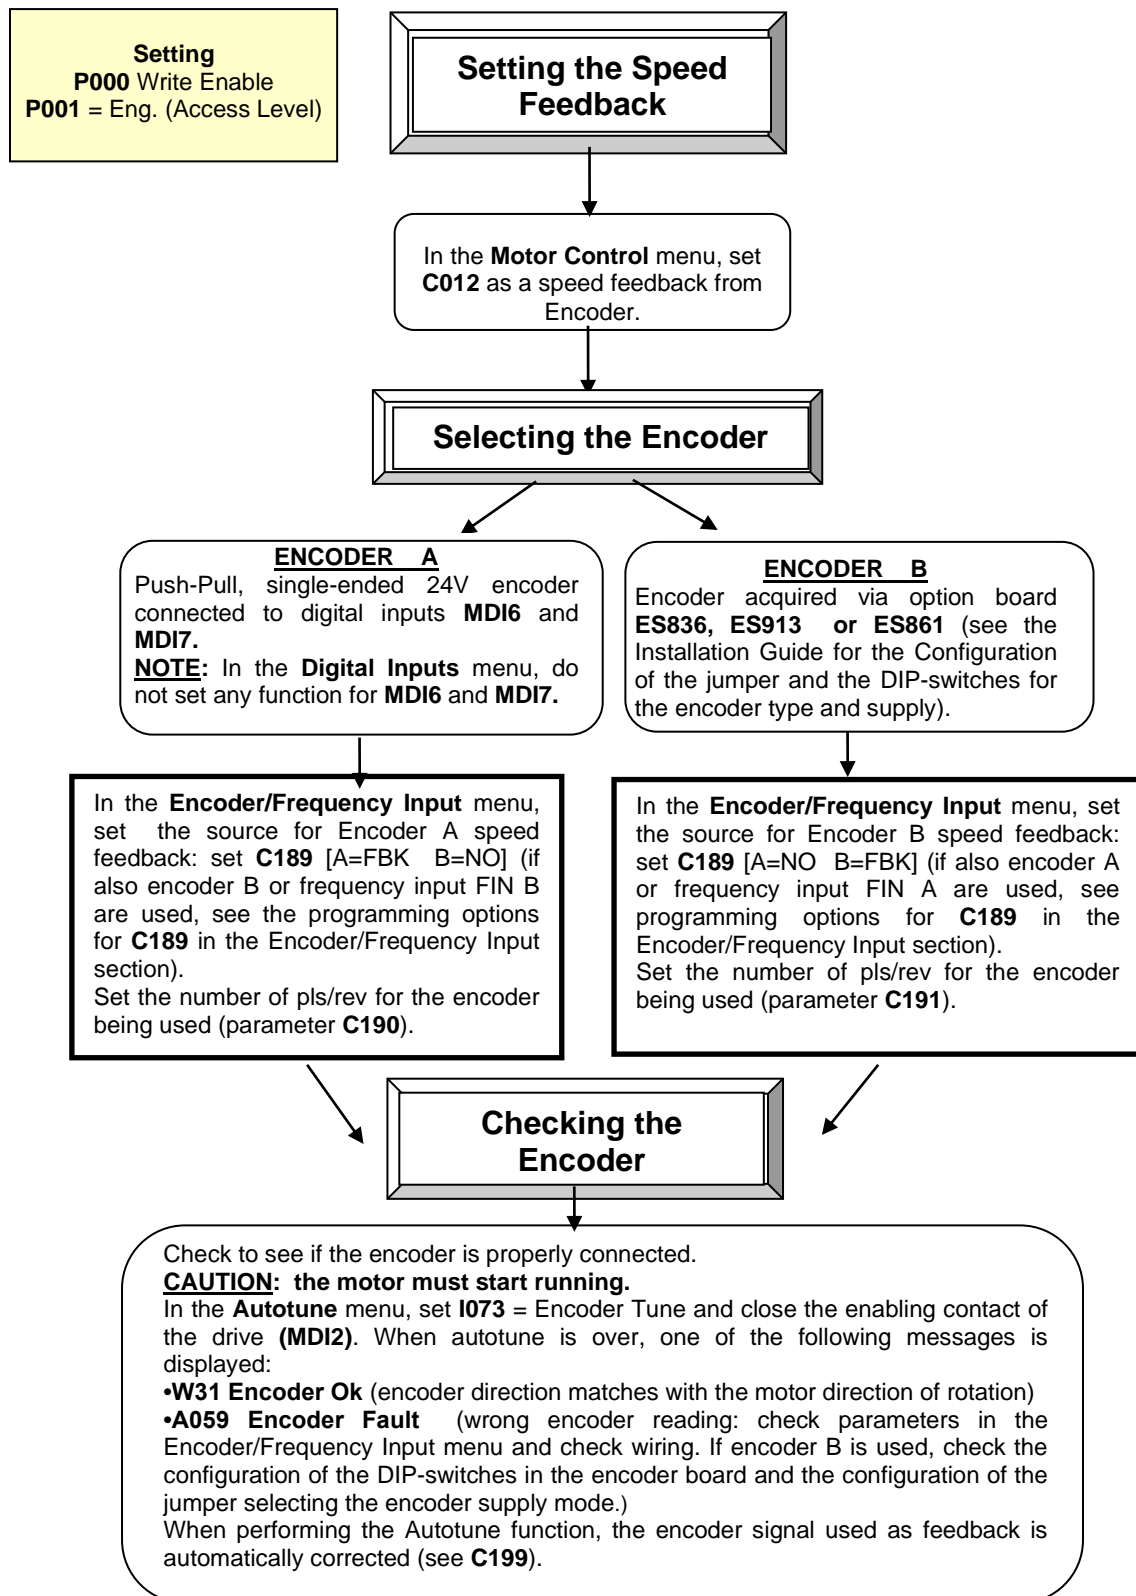 Setting
P000 Write Enable
P001 = Eng. (Access Level)
Setting the Speed
Feedback
In the Motor Control menu, set
C012 as a speed feedback from
Encoder.
Selecting the Encoder
ENCODER A
Push-Pull, single-ended 24V encoder
connected to digital inputs MDI6 and
MDI7.
NOTE: In the Digital Inputs menu, do
not set any function for MDI6 and MDI7.
ENCODER B
Encoder acquired via option board
ES836, ES913 or ES861 (see the
Installation Guide for the Configuration
of the jumper and the DIP-switches for
the encoder type and supply).
In the Encoder/Frequency Input menu,
set the source for Encoder A speed
feedback: set C189 [A=FBK B=NO] (if
also encoder B or frequency input FIN B
are used, see the programming options
for C189 in the Encoder/Frequency Input
section).
Set the number of pls/rev for the encoder
being used (parameter C190).
In the Encoder/Frequency Input menu, set
the source for Encoder B speed feedback:
set C189 [A=NO B=FBK] (if also encoder A
or frequency input FIN A are used, see
programming options for C189 in the
Encoder/Frequency Input section).
Set the number of pls/rev for the encoder
being used (parameter C191).
Checking the
Encoder
Check to see if the encoder is properly connected.
CAUTION: the motor must start running.
In the Autotune menu, set I073 = Encoder Tune and close the enabling contact of
the drive (MDI2). When autotune is over, one of the following messages is
displayed:
•W31 Encoder Ok (encoder direction matches with the motor direction of rotation)
•A059 Encoder Fault (wrong encoder reading: check parameters in the
Encoder/Frequency Input menu and check wiring. If encoder B is used, check the
configuration of the DIP-switches in the encoder board and the configuration of the
jumper selecting the encoder supply mode.)
When performing the Autotune function, the encoder signal used as feedback is
automatically corrected (see C199).